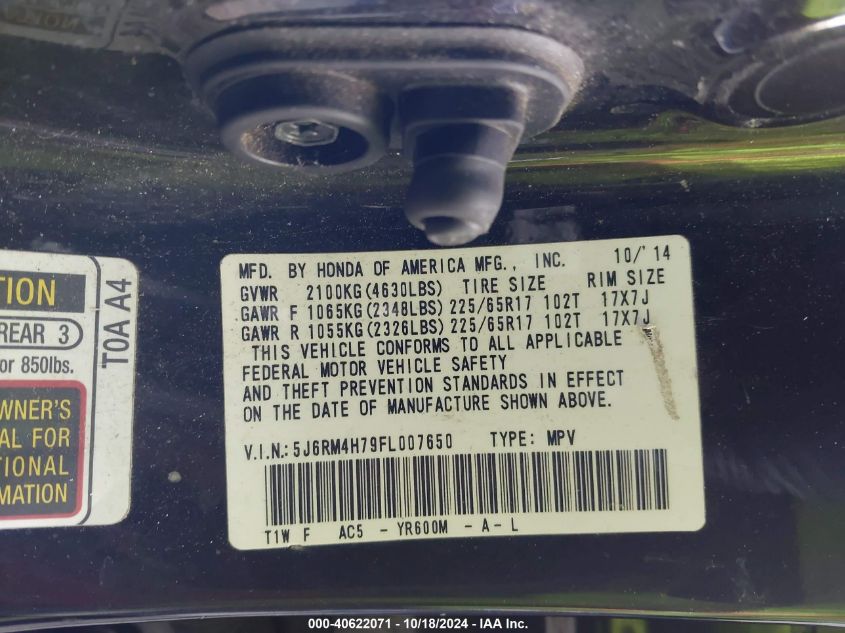 MFD. BY HONDA OF AMERICA MFG., INC. 10/'14
GVWR 2100KG(4630LBS) TIRE SIZE RIM SIZE
GAWR F 1065KG(2348LBS) 225/65R17 102T 17X7J
GAWR R 1055KG(2326LBS) 225/65R17 102T 17X7J
THIS VEHICLE CONFORMS TO ALL APPLICABLE
FEDERAL MOTOR VEHICLE SAFETY
AND THEFT PREVENTION STANDARDS IN EFFECT
ON THE DATE OF MANUFACTURE SHOWN ABOVE.
V.I.N.: 5J6RM4H79FL007650 TYPE: MPV
T1W F AC5 - YR600M - A - L
TION
REAR 3
or 850lbs.
T0A A4
WNER'S
AL FOR
TIONAL
MATION
000-40622071 - 10/18/2024 - IAA Inc.